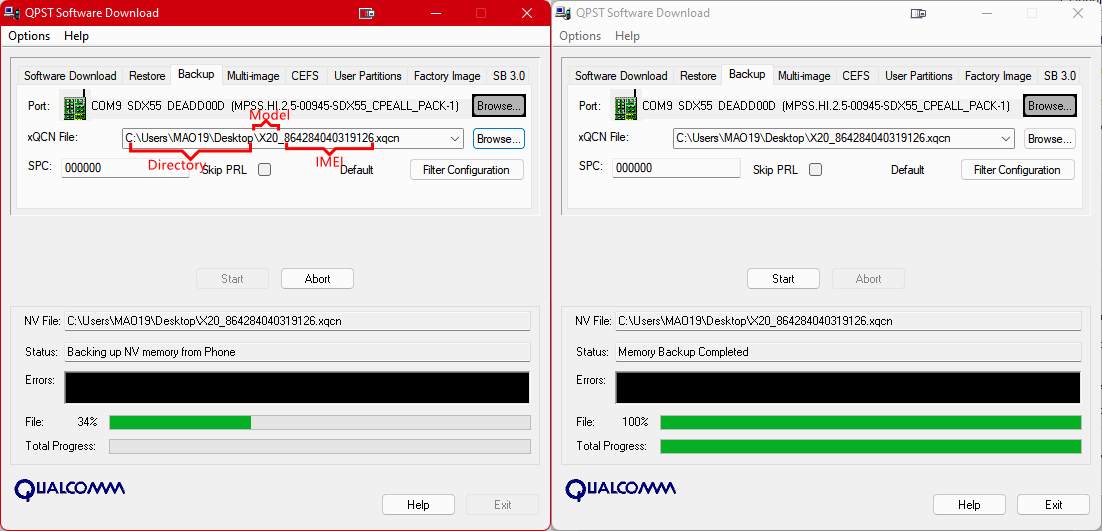 QPST Software Download
Options Help
Software Download Restore Backup Multi-image CEFS User Partitions Factory Image SB 3.0
Port: COM9 SDX55 DEADD00D (MPSS.HI.2.5-00945-SDX55_CPEALL_PACK-1) Browse...
Model
xQCN File: C:\Users\MAO19\Desktop\X20_864284040319126.xqcn Browse...
Directory IMEI
SPC: 000000 Skip PRL Default Filter Configuration
Start Abort
NV File: C:\Users\MAO19\Desktop\X20_864284040319126.xqcn
Status: Backing up NV memory from Phone
Errors:
File: 34%
Total Progress:
QUALCOMM
Help Exit
QPST Software Download
Options Help
Software Download Restore Backup Multi-image CEFS User Partitions Factory Image SB 3.0
Port: COM9 SDX55 DEADD00D (MPSS.HI.2.5-00945-SDX55_CPEALL_PACK-1) Browse...
xQCN File: C:\Users\MAO19\Desktop\X20_864284040319126.xqcn Browse...
SPC: 000000 Skip PRL Default Filter Configuration
Start Abort
NV File: C:\Users\MAO19\Desktop\X20_864284040319126.xqcn
Status: Memory Backup Completed
Errors:
File: 100%
Total Progress:
QUALCOMM
Help Exit